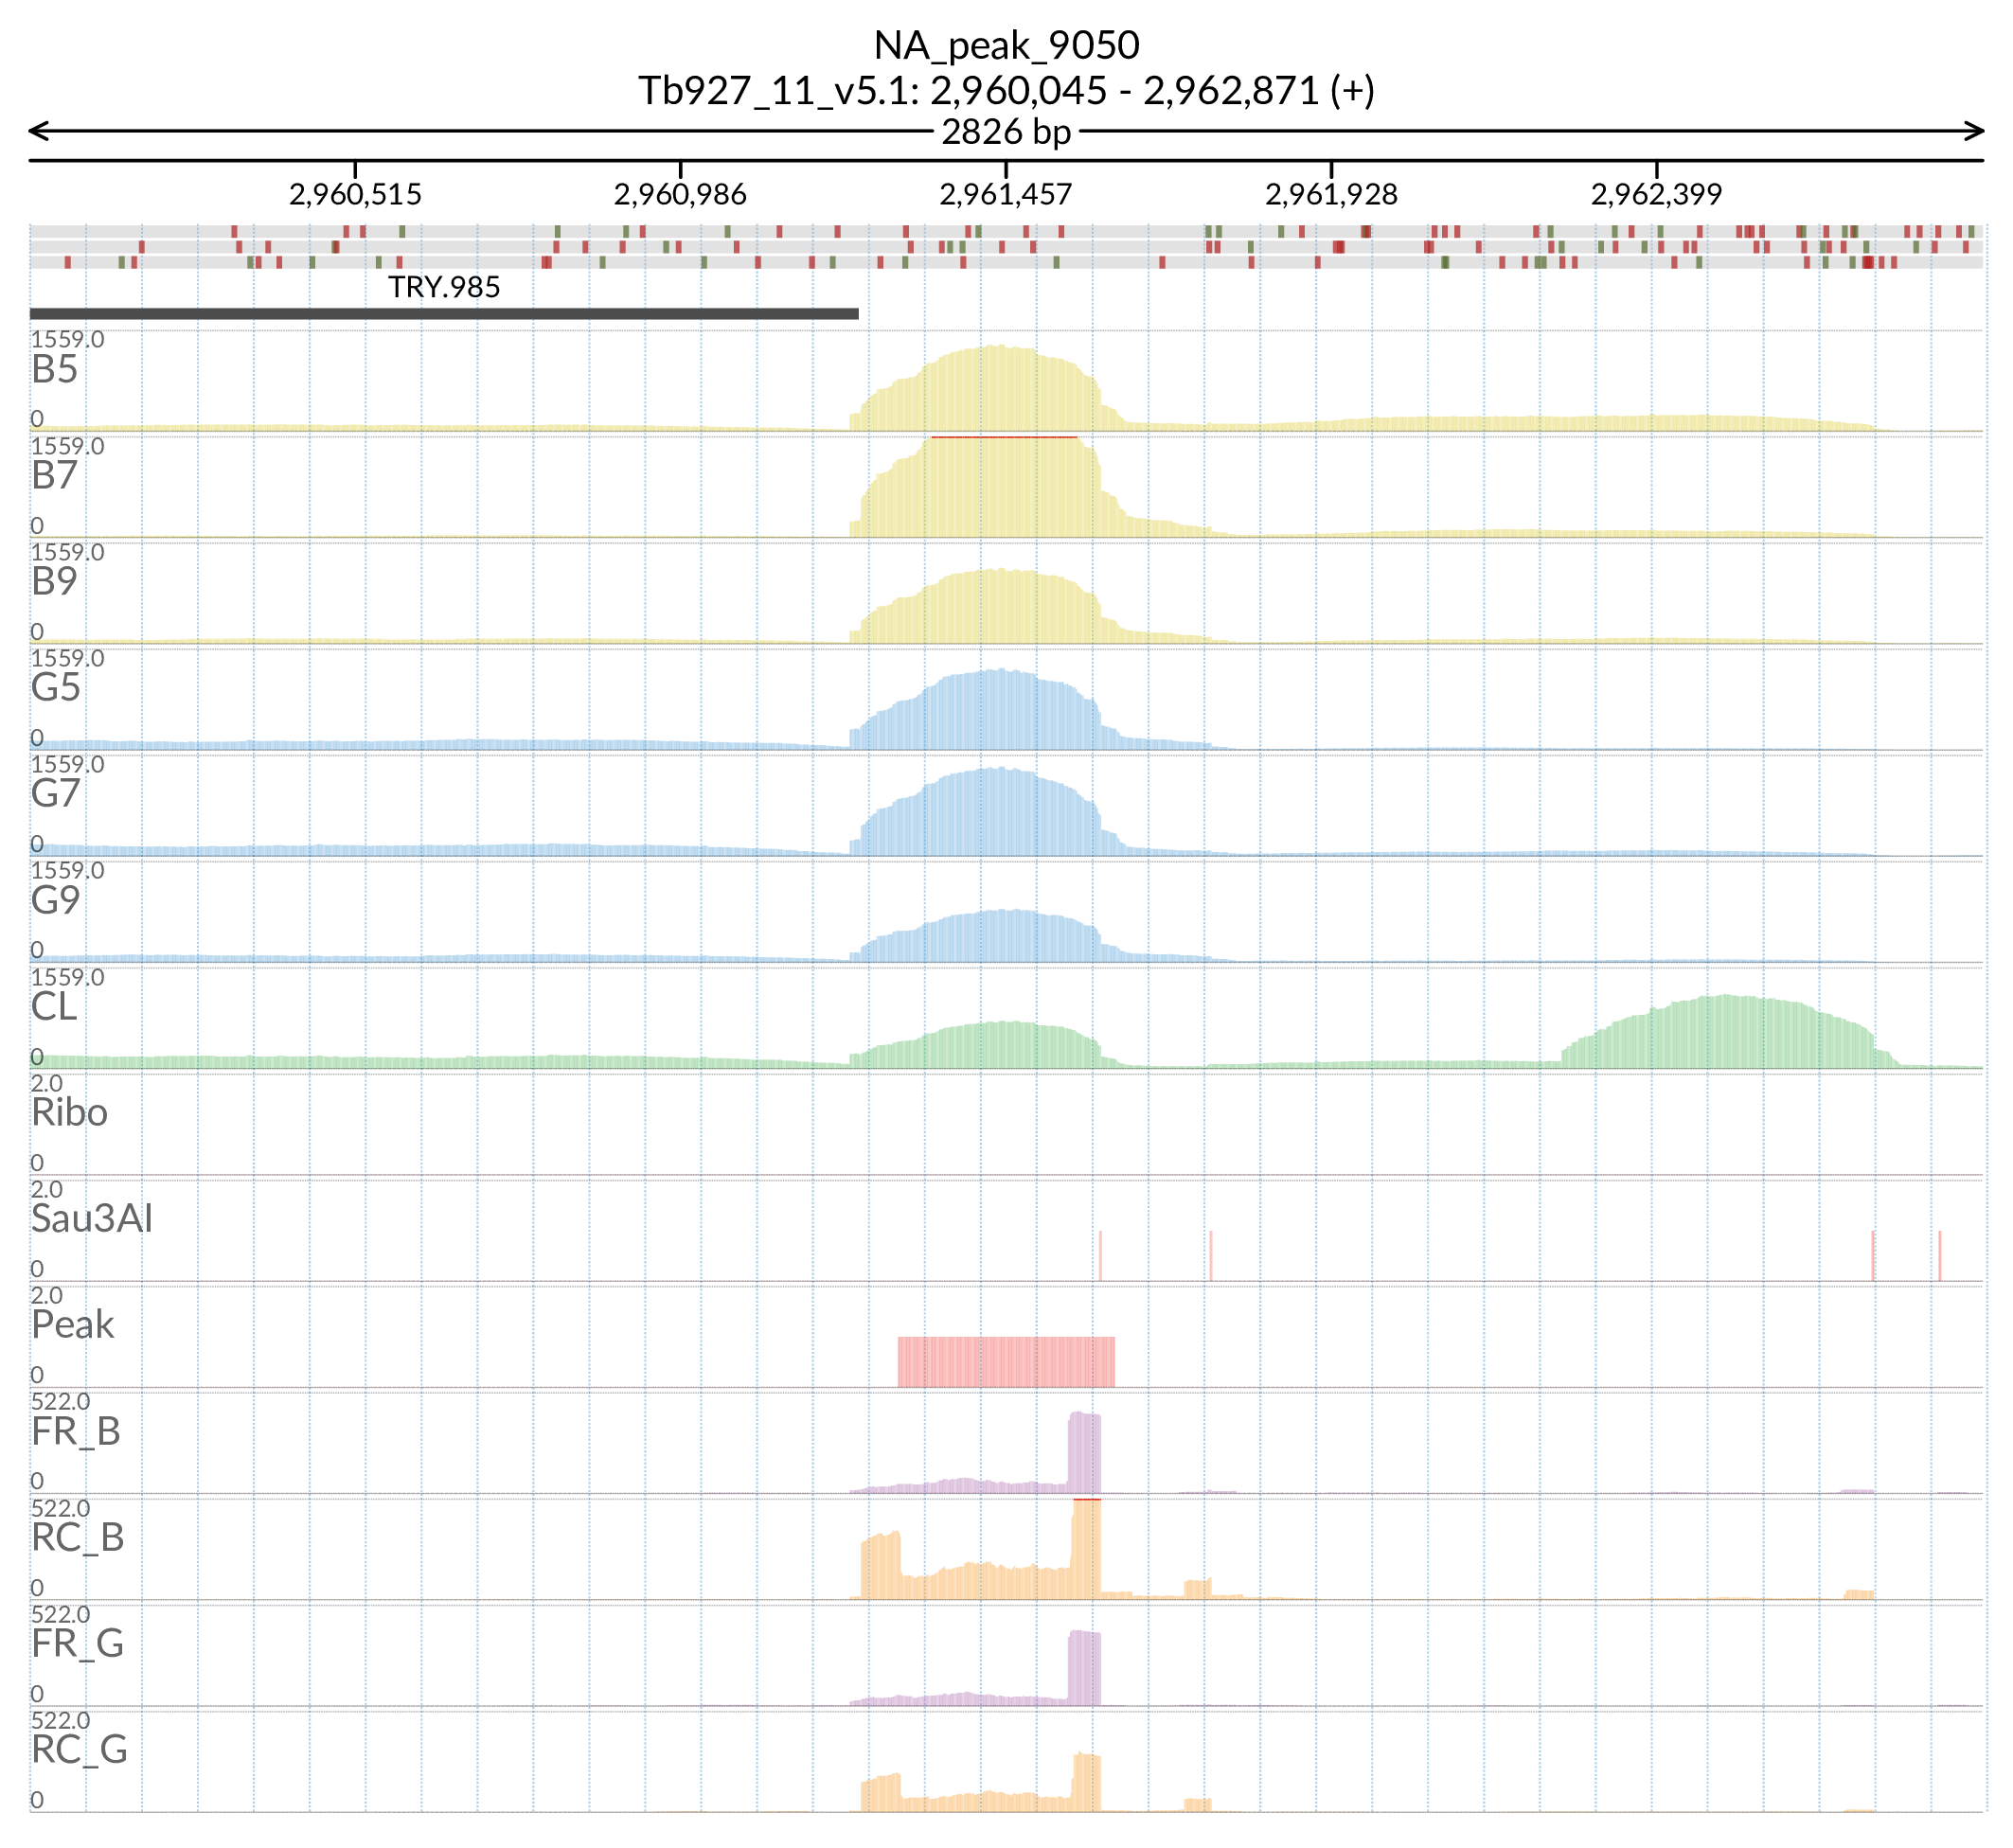 NA_peak_9050
Tb927_11_v5.1: 2,960,045 - 2,962,871 (+)
2826 bp
2,960,515 2,960,986 2,961,457 2,961,928 2,962,399
TRY.985
1559.0
B5
0
1559.0
B7
0
1559.0
B9
0
1559.0
G5
0
1559.0
G7
0
1559.0
G9
0
1559.0
CL
0
2.0
Ribo
0
2.0
Sau3AI
0
2.0
Peak
0
522.0
FR_B
0
522.0
RC_B
0
522.0
FR_G
0
522.0
RC_G
0